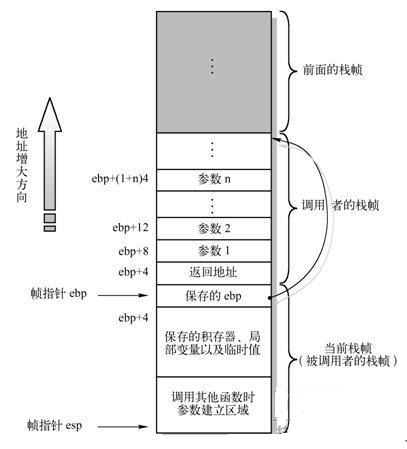 ⋮
前面的栈帧
地址增大方向
⋮
ebp+(1+n)4
参数 n
⋮
调用者的栈帧
ebp+12
参数 2
ebp+8
参数 1
ebp+4
返回地址
帧指针 ebp
保存的 ebp
ebp+4
保存的积存器、局
部变量以及临时值
当前栈帧
（被调用者的栈帧）
调用其他函数时
参数建立区域
帧指针 esp